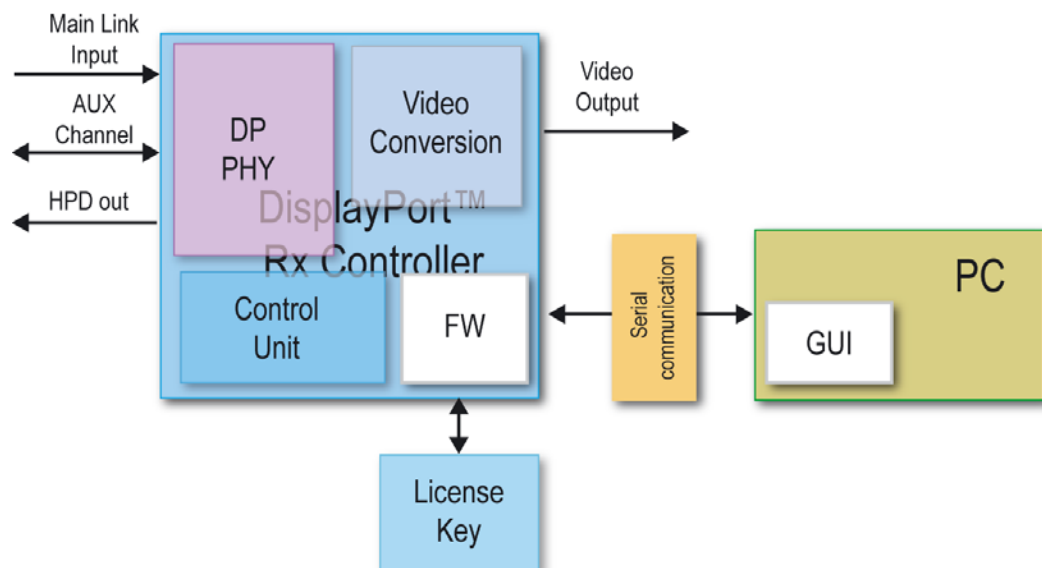 Main Link
Input
AUX
Channel
HPD out
DP
PHY
Video
Conversion
DisplayPort™
Rx Controller
Control
Unit
FW
Video
Output
Serial
communication
PC
GUI
License
Key